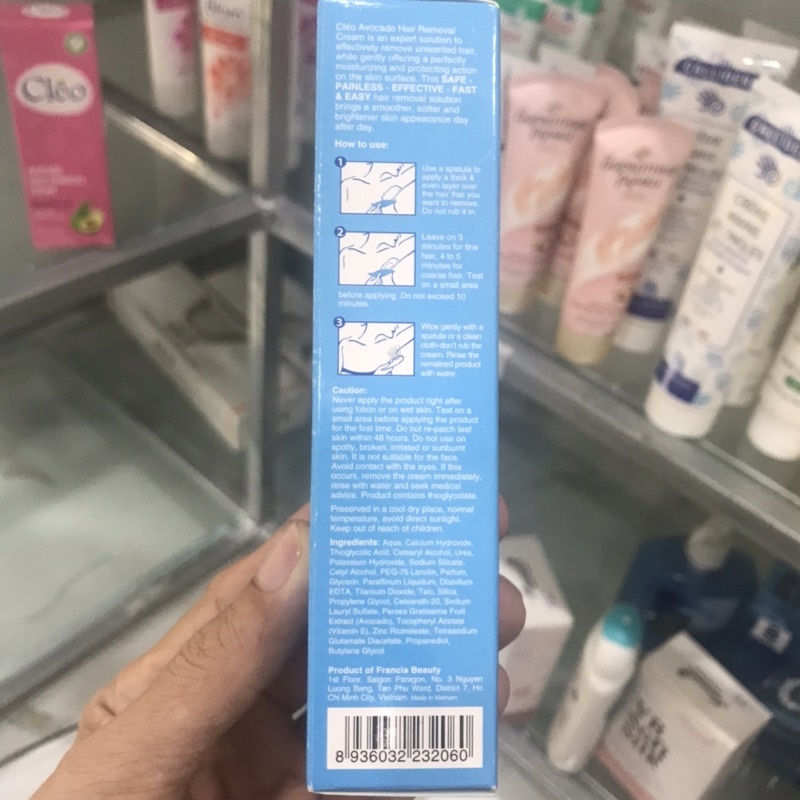 Cléo Avocado Hair Removal
Cream is an expert solution to
effectively remove unwanted hair,
while gently offering a perfectly
moisturizing and protecting action
on the skin surface. This SAFE -
PAINLESS - EFFECTIVE - FAST
& EASY hair removal solution
brings a smoother, softer and
brightener skin appearance day
after day.
How to use:
1
Use a spatula to
apply a thick &
even layer over
the hair that you
want to remove.
Do not rub it in.
2
Leave on 3
minutes for fine
hair, 4 to 5
minutes for
coarse hair. Test
on a small area
before applying. Do not exceed 10
minutes.
3
Wipe gently with a
spatula or a clean
cloth-don't rub the
cream. Rinse the
remained product
with water.
Caution:
Never apply the product right after
using lotion or on wet skin. Test on a
small area before applying the product
for the first time. Do not re-patch test
skin within 48 hours. Do not use on
spotty, broken, irritated or sunburnt
skin. It is not suitable for the face.
Avoid contact with the eyes. If this
occurs, remove the cream immediately,
rinse with water and seek medical
advice. Product contains thioglycolate.
Preserved in a cool dry place, normal
temperature, avoid direct sunlight.
Keep out of reach of children.
Ingredients: Aqua, Calcium Hydroxide,
Thioglycolic Acid, Cetearyl Alcohol, Urea,
Potassium Hydroxide, Sodium Silicate,
Cetyl Alcohol, PEG-75 Lanolin, Parfum,
Glycerin, Paraffinum Liquidum, Disodium
EDTA, Titanium Dioxide, Talc, Silica,
Propylene Glycol, Ceteareth-20, Sodium
Lauryl Sulfate, Persea Gratissima Fruit
Extract (Avocado), Tocopheryl Acetate
(Vitamin E), Zinc Ricinoleate, Tetrasodium
Glutamate Diacetate, Propanediol,
Butylene Glycol.
Product of Francia Beauty
1st Floor, Saigon Paragon, No. 3 Nguyen
Luong Bang, Tan Phu Ward, District 7, Ho
Chi Minh City, Vietnam. Made in Vietnam
8 936032 232060
Cléo